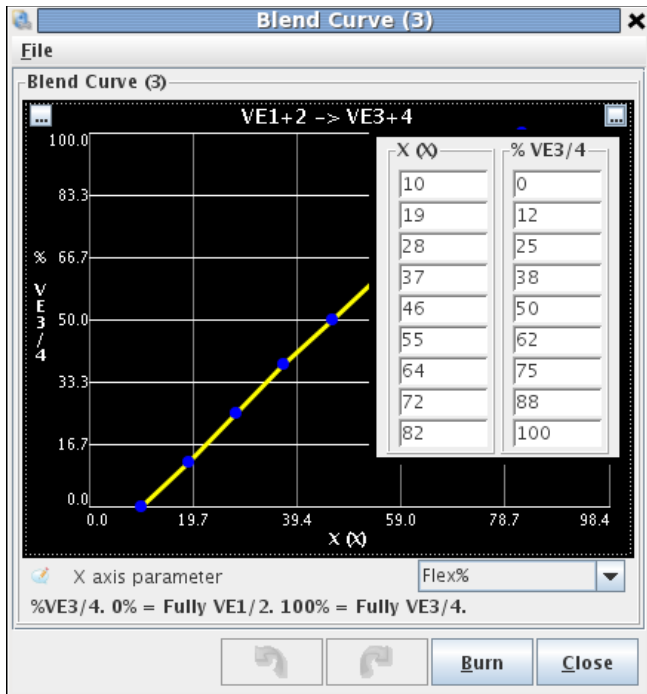 Blend Curve (3)
File
Blend Curve (3)
...
VE1+2 -> VE3+4
...
100.0
83.3
66.7
50.0
33.3
16.7
0.0
% VE3/4
0.0 19.7 39.4 59.0 78.7 98.4
X (X)
X (X) % VE3/4
10 0
19 12
28 25
37 38
46 50
55 62
64 75
72 88
82 100
X axis parameter Flex%
%VE3/4. 0% = Fully VE1/2. 100% = Fully VE3/4.
Burn Close